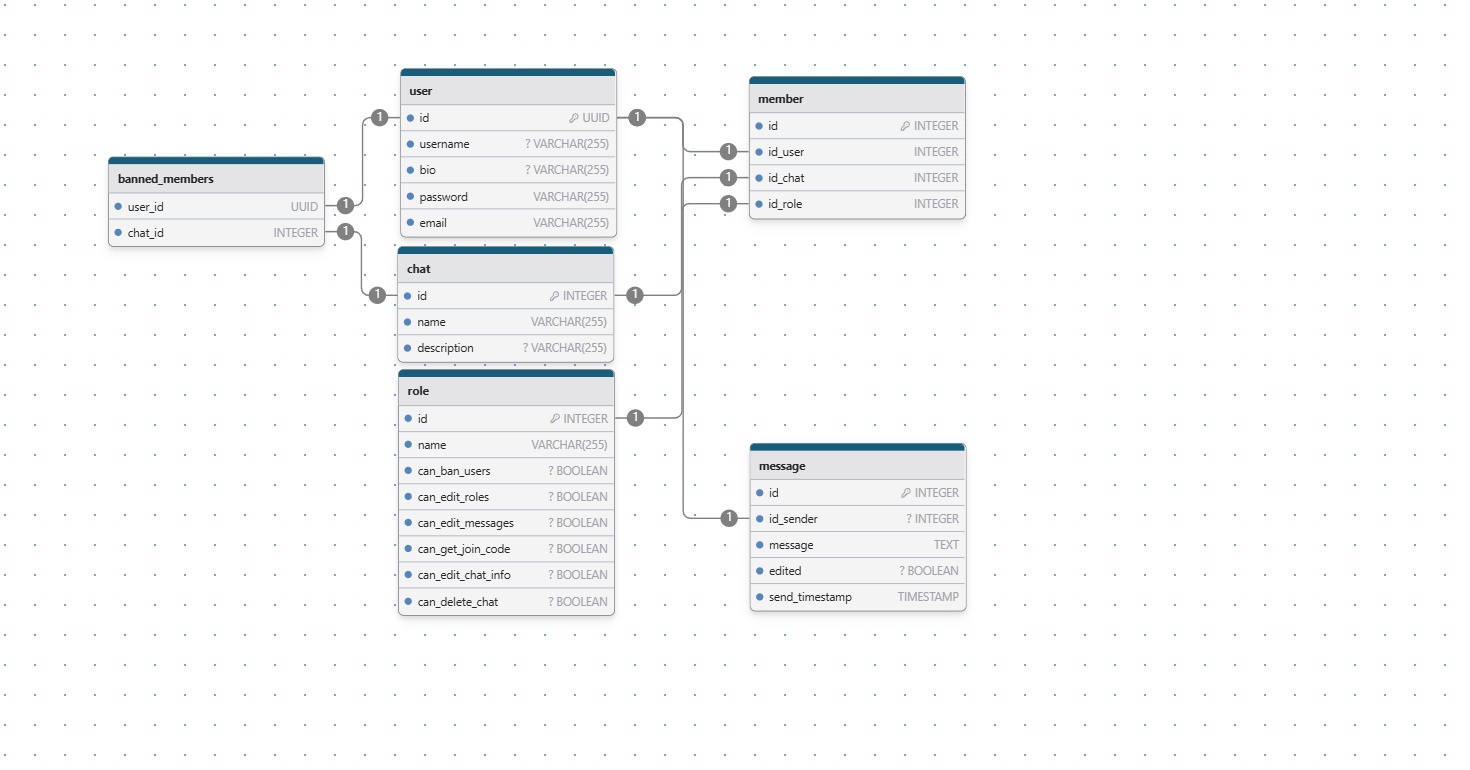 user
id UUID
username ? VARCHAR(255)
bio ? VARCHAR(255)
password VARCHAR(255)
email VARCHAR(255)
member
id INTEGER
id_user INTEGER
id_chat INTEGER
id_role INTEGER
banned_members
user_id UUID
chat_id INTEGER
chat
id INTEGER
name VARCHAR(255)
description ? VARCHAR(255)
role
id INTEGER
name VARCHAR(255)
can_ban_users ? BOOLEAN
can_edit_roles ? BOOLEAN
can_edit_messages ? BOOLEAN
can_get_join_code ? BOOLEAN
can_edit_chat_info ? BOOLEAN
can_delete_chat ? BOOLEAN
message
id INTEGER
id_sender ? INTEGER
message TEXT
edited ? BOOLEAN
send_timestamp TIMESTAMP
1
1
1
1
1
1
1
1
1
1
1